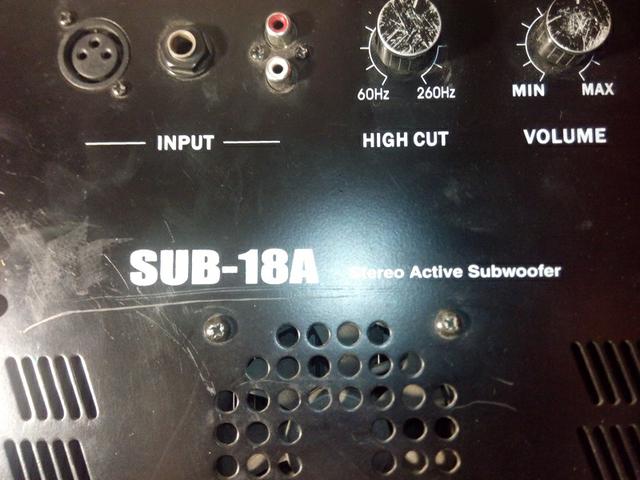 60Hz 260Hz MIN MAX
INPUT HIGH CUT VOLUME
SUB-18A Stereo Active Subwoofer